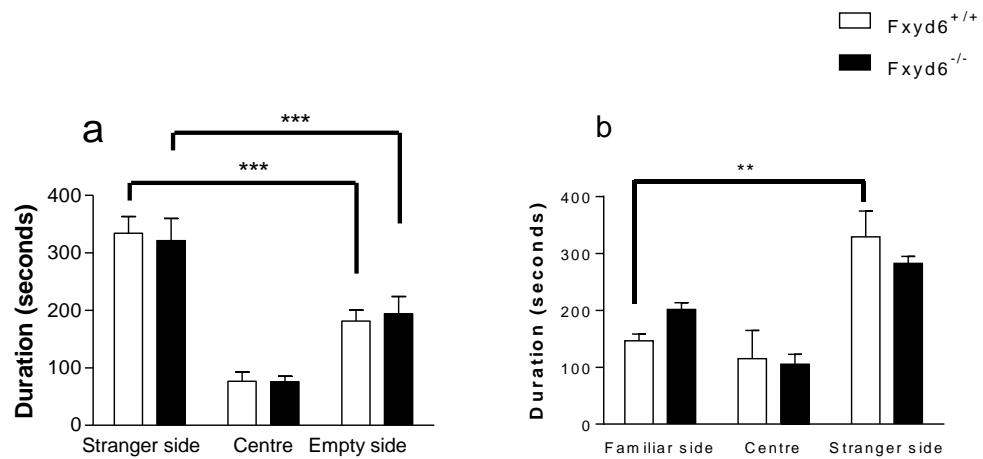 Fxyd6+/+
Fxyd6-/-
a
***
***
400
300
200
100
0
Duration (seconds)
Stranger side Centre Empty side
b
**
400
300
200
100
0
Duration (seconds)
Familiar side Centre Stranger side